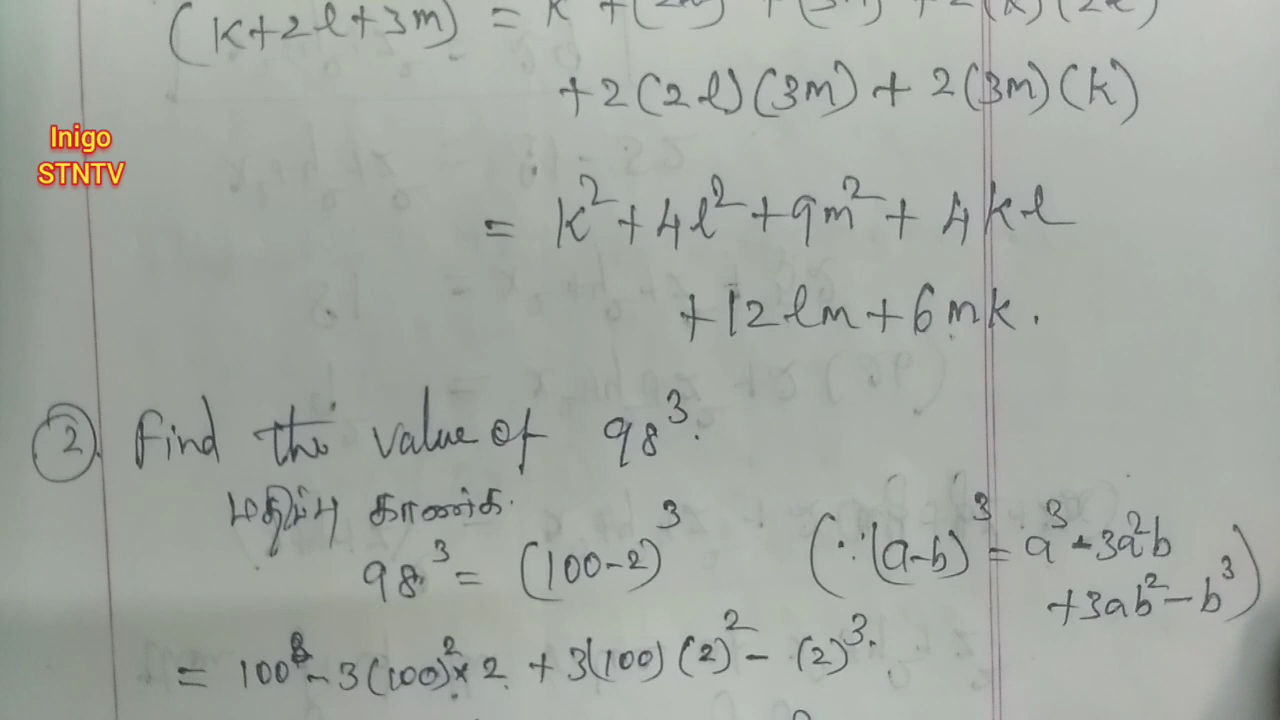 (k+2l+3m) = k
+2(2l)(3m) + 2(3m)(k)
Inigo
STNTV
= k² + 4l² + 9m² + 4kl
+12lm+6mk.
② Find the value of 98³.
மதிப்பு காண்க.
98³ = (100-2)³ (∵(a-b)³ = a³-3a²b
+3ab²-b³)
= 100³ - 3(100)²×2 + 3(100)(2)² - (2)³.